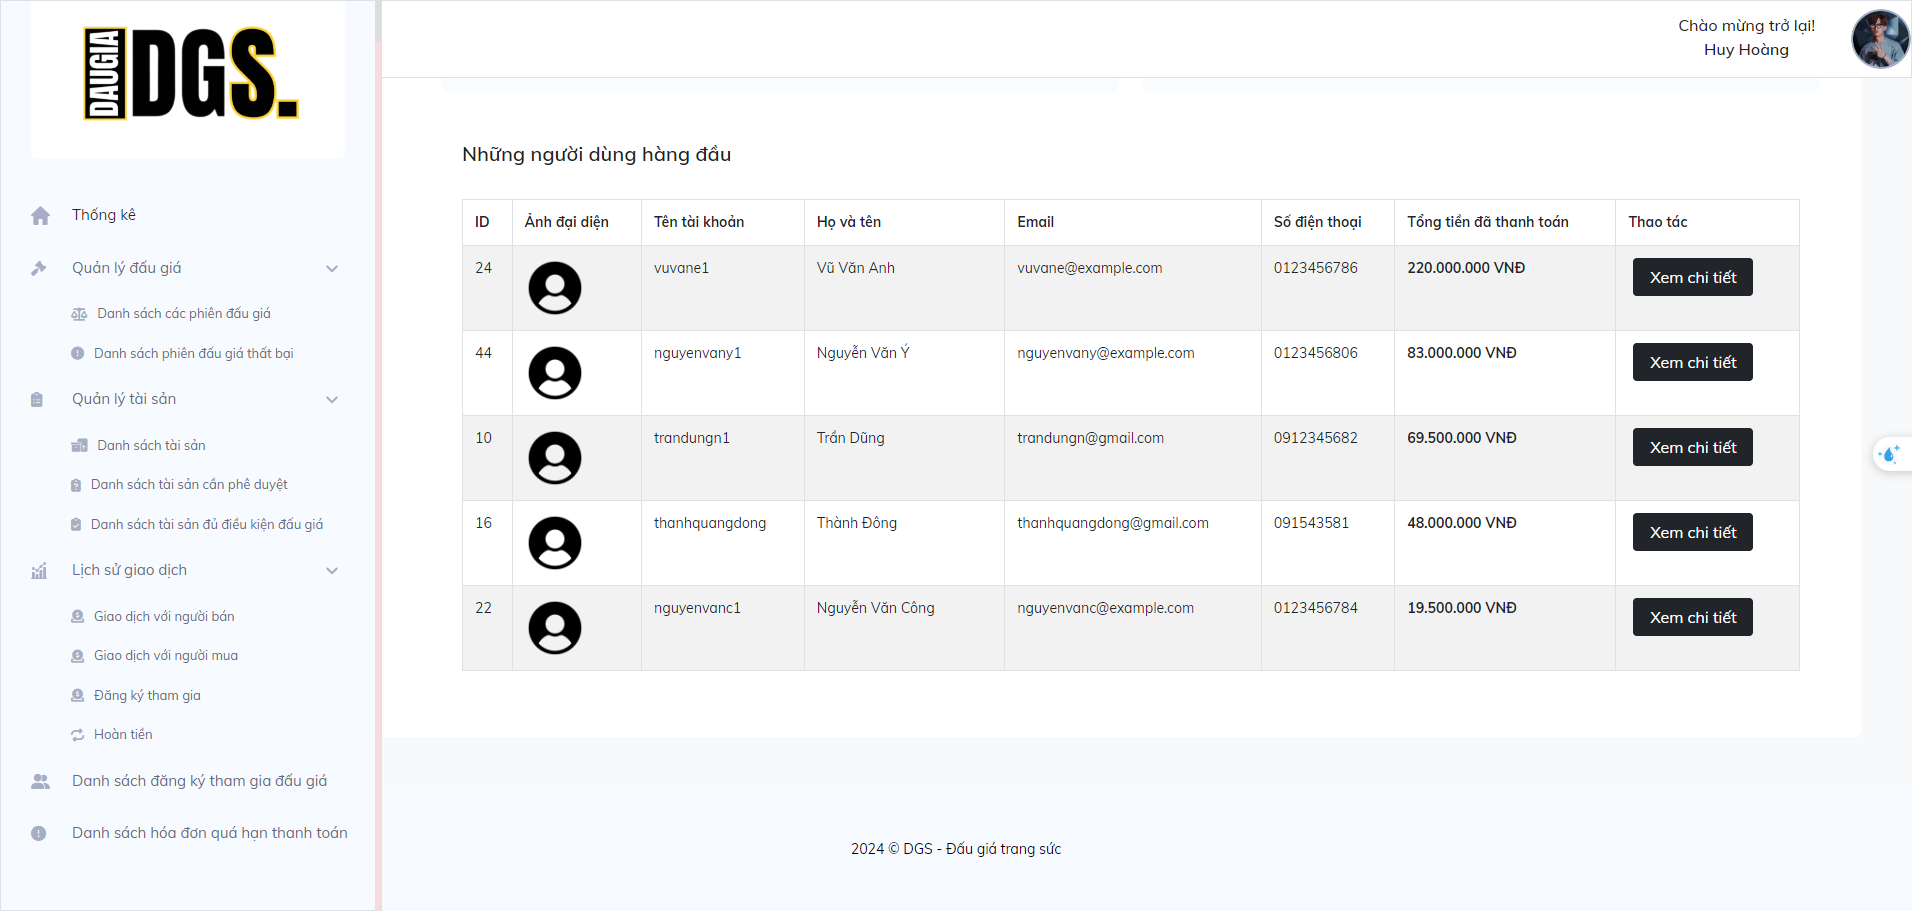 DAUGIA
DGS.
Chào mừng trở lại!
Huy Hoàng
Thống kê
Quản lý đấu giá
Danh sách các phiên đấu giá
Danh sách phiên đấu giá thất bại
Quản lý tài sản
Danh sách tài sản
Danh sách tài sản cần phê duyệt
Danh sách tài sản đủ điều kiện đấu giá
Lịch sử giao dịch
Giao dịch với người bán
Giao dịch với người mua
Đăng ký tham gia
Hoàn tiền
Danh sách đăng ký tham gia đấu giá
Danh sách hóa đơn quá hạn thanh toán
Những người dùng hàng đầu
ID Ảnh đại diện Tên tài khoản Họ và tên Email Số điện thoại Tổng tiền đã thanh toán Thao tác
24 vuvane1 Vũ Văn Anh vuvane@example.com 0123456786 220.000.000 VNĐ Xem chi tiết
44 nguyenvany1 Nguyễn Văn Ý nguyenvany@example.com 0123456806 83.000.000 VNĐ Xem chi tiết
10 trandungn1 Trần Dũng trandungn@gmail.com 0912345682 69.500.000 VNĐ Xem chi tiết
16 thanhquangdong Thành Đông thanhquangdong@gmail.com 091543581 48.000.000 VNĐ Xem chi tiết
22 nguyenvanc1 Nguyễn Văn Công nguyenvanc@example.com 0123456784 19.500.000 VNĐ Xem chi tiết
2024 © DGS - Đấu giá trang sức